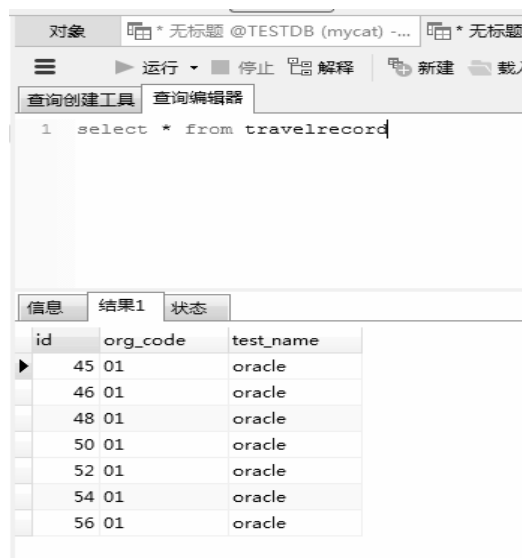 对象 * 无标题 @TESTDB (mycat) -... * 无标题
运行 停止 解释 新建 载入
查询创建工具 查询编辑器
1 select * from travelrecord
信息 结果1 状态
id org_code test_name
45 01 oracle
46 01 oracle
48 01 oracle
50 01 oracle
52 01 oracle
54 01 oracle
56 01 oracle